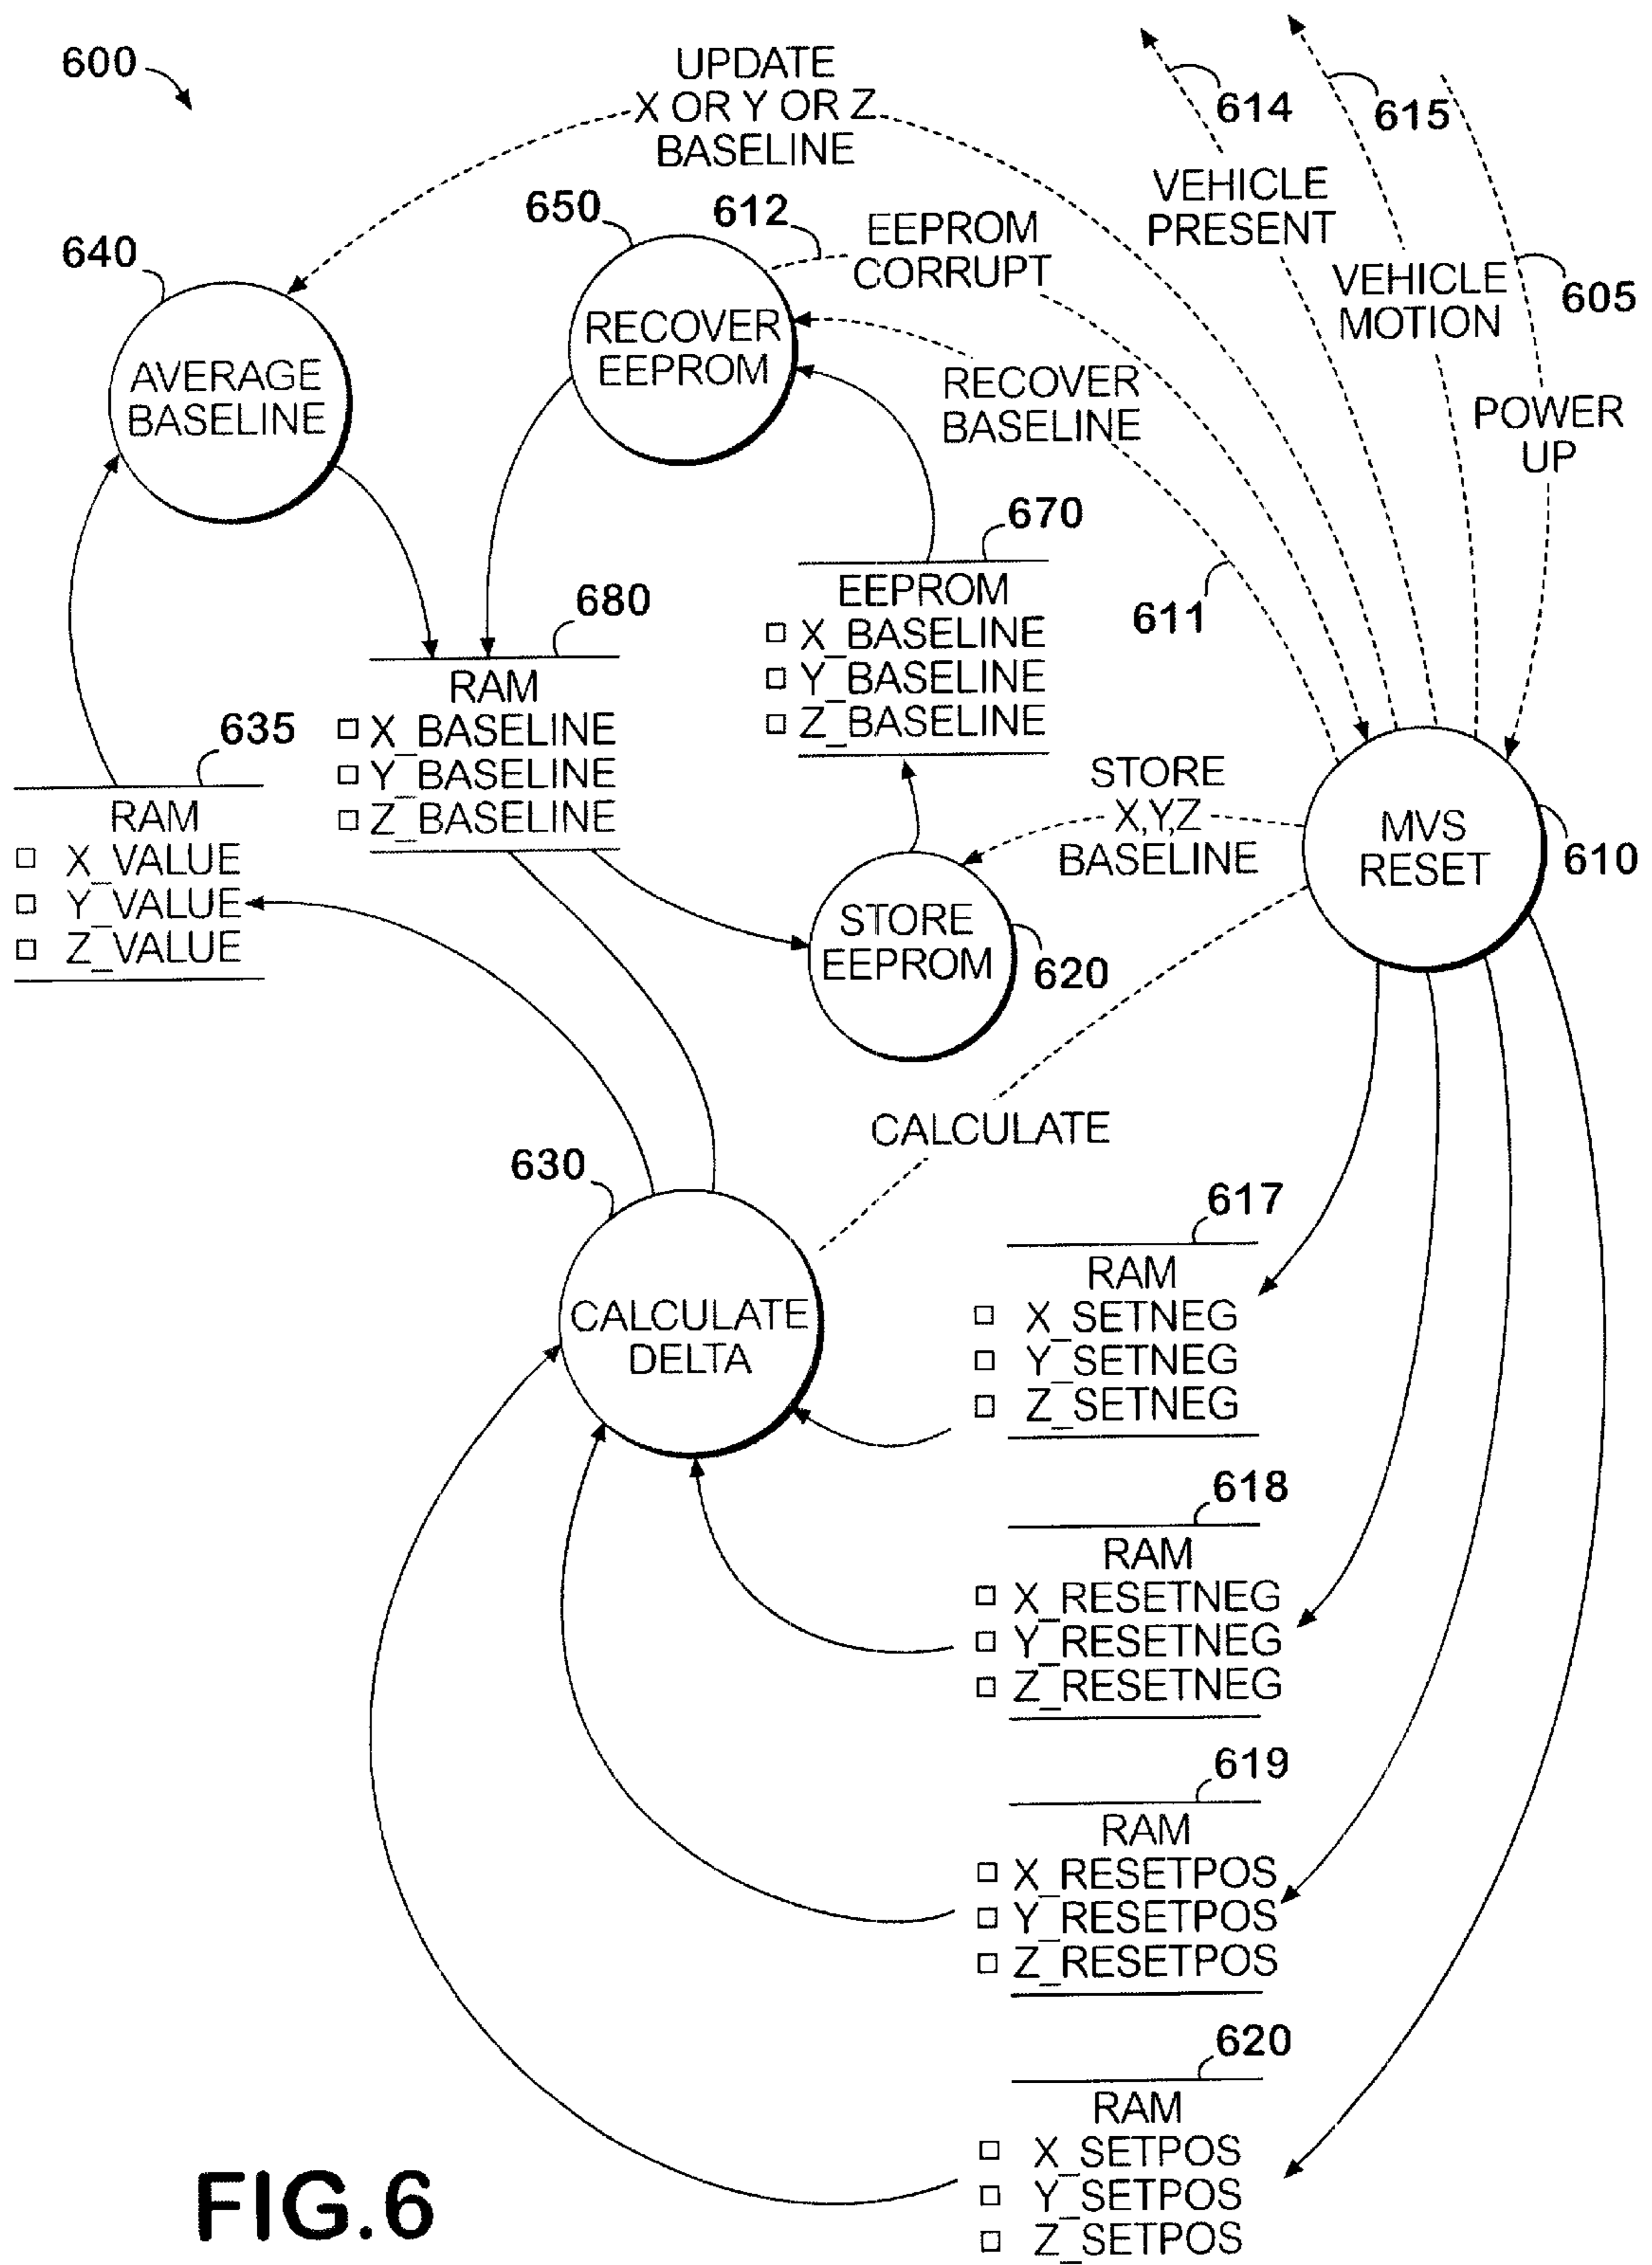 600
UPDATE
X OR Y OR Z
BASELINE
614
615
VEHICLE
PRESENT
VEHICLE
MOTION
605
POWER
UP
650
612
EEPROM
CORRUPT
640
AVERAGE
BASELINE
RECOVER
EEPROM
RECOVER
BASELINE
611
670
EEPROM
X_BASELINE
Y_BASELINE
Z_BASELINE
680
RAM
X_BASELINE
Y_BASELINE
Z_BASELINE
635
RAM
X_VALUE
Y_VALUE
Z_VALUE
STORE
X,Y,Z
BASELINE
MVS
RESET
610
STORE
EEPROM
620
CALCULATE
630
CALCULATE
DELTA
617
RAM
X_SETNEG
Y_SETNEG
Z_SETNEG
618
RAM
X_RESETNEG
Y_RESETNEG
Z_RESETNEG
619
RAM
X_RESETPOS
Y_RESETPOS
Z_RESETPOS
620
RAM
X_SETPOS
Y_SETPOS
Z_SETPOS
FIG.6